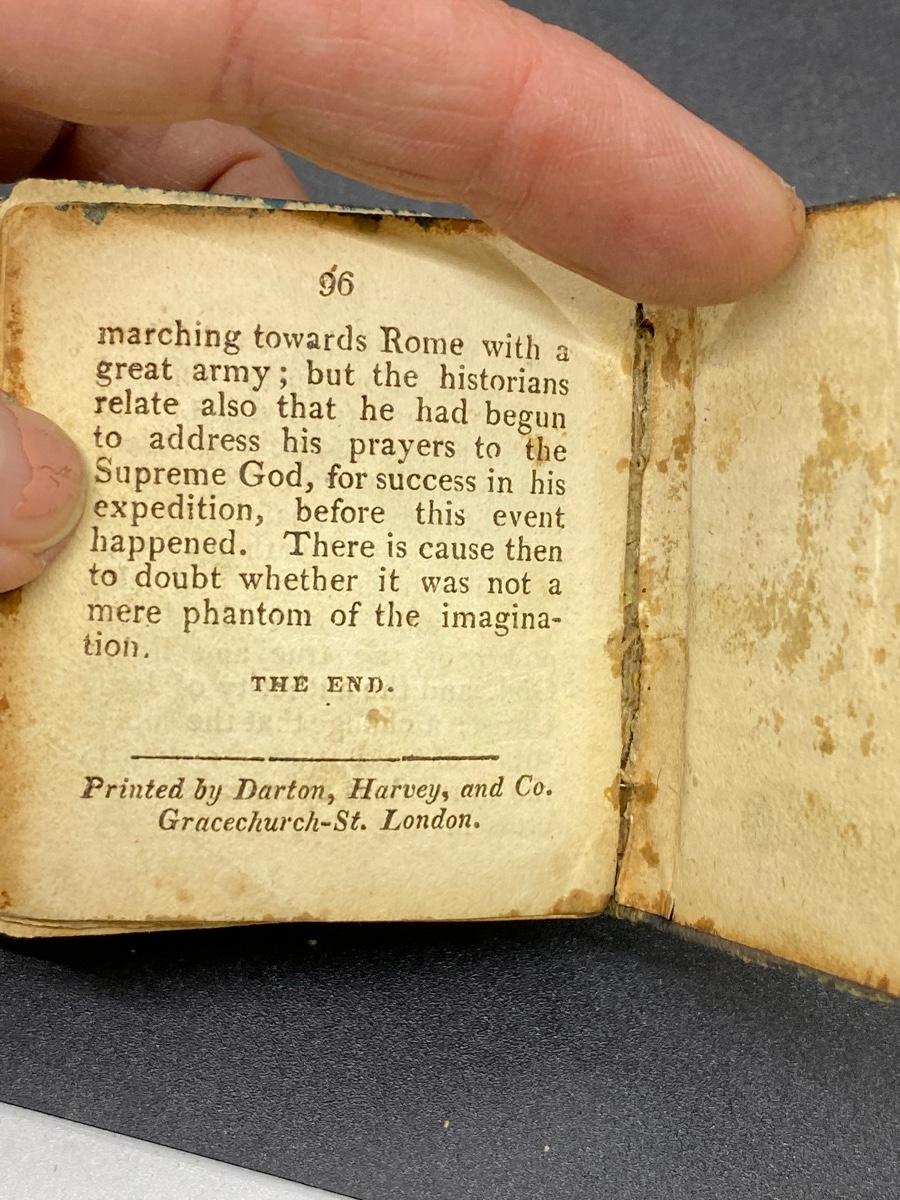 96
marching towards Rome with a
great army; but the historians
relate also that he had begun
to address his prayers to the
Supreme God, for success in his
expedition, before this event
happened. There is cause then
to doubt whether it was not a
mere phantom of the imagina-
tion.
THE END.
Printed by Darton, Harvey, and Co.
Gracechurch-St. London.